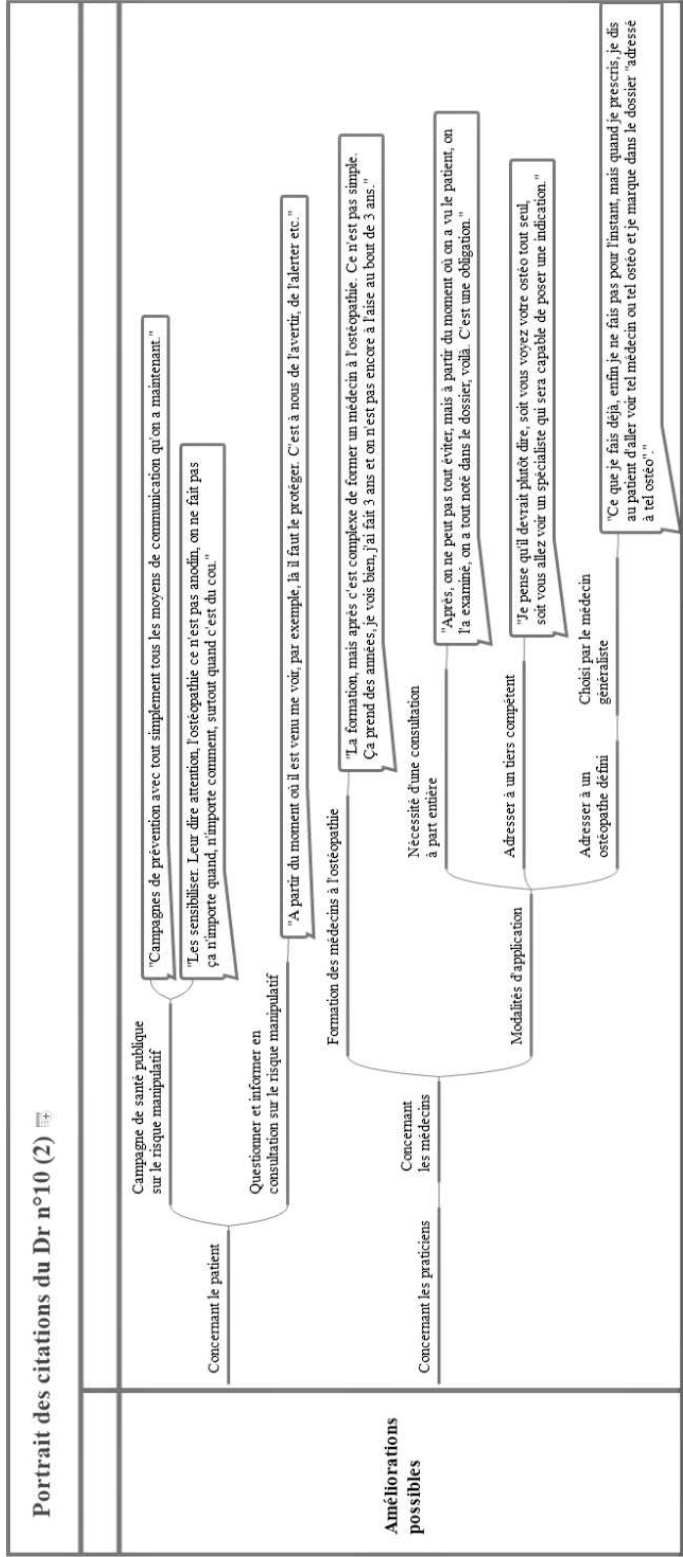 Portrait des citations du Dr n°10 (2)
Améliorations
possibles
Concernant le patient
Campagne de santé publique
sur le risque manipulatif
"Campagnes de prévention avec tout simplement tous les moyens de communication qu'on a maintenant."
"Les sensibiliser. Leur dire attention, l'ostéopathie ce n'est pas anodin, on ne fait pas
ça n'importe quand, n'importe comment, surtout quand c'est du cou."
Questionner et informer en
consultation sur le risque manipulatif
"A partir du moment où il est venu me voir, par exemple, là il faut le protéger. C'est à nous de l'avertir, de l'alerter etc."
Concernant les praticiens
Concernant
les médecins
Formation des médecins à l'ostéopathie
"La formation, mais après c'est complexe de former un médecin à l'ostéopathie. Ce n'est pas simple.
Ça prend des années, je vois bien, j'ai fait 3 ans et on n'est pas encore à l'aise au bout de 3 ans."
Modalités d'application
Nécessité d'une consultation
à part entière
"Après, on ne peut pas tout éviter, mais à partir du moment où on a vu le patient, on
l'a examiné, on a tout noté dans le dossier, voilà. C'est une obligation."
Adresser à un tiers compétent
"Je pense qu'il devrait plutôt dire, soit vous voyez votre ostéo tout seul,
soit vous allez voir un spécialiste qui sera capable de poser une indication."
Adresser à un
ostéopathe défini
Choisi par le médecin
généraliste
"Ce que je fais déjà, enfin je ne fais pas pour l'instant, mais quand je prescris, je dis
au patient d'aller voir tel médecin ou tel ostéo et je marque dans le dossier "adressé
à tel ostéo"."